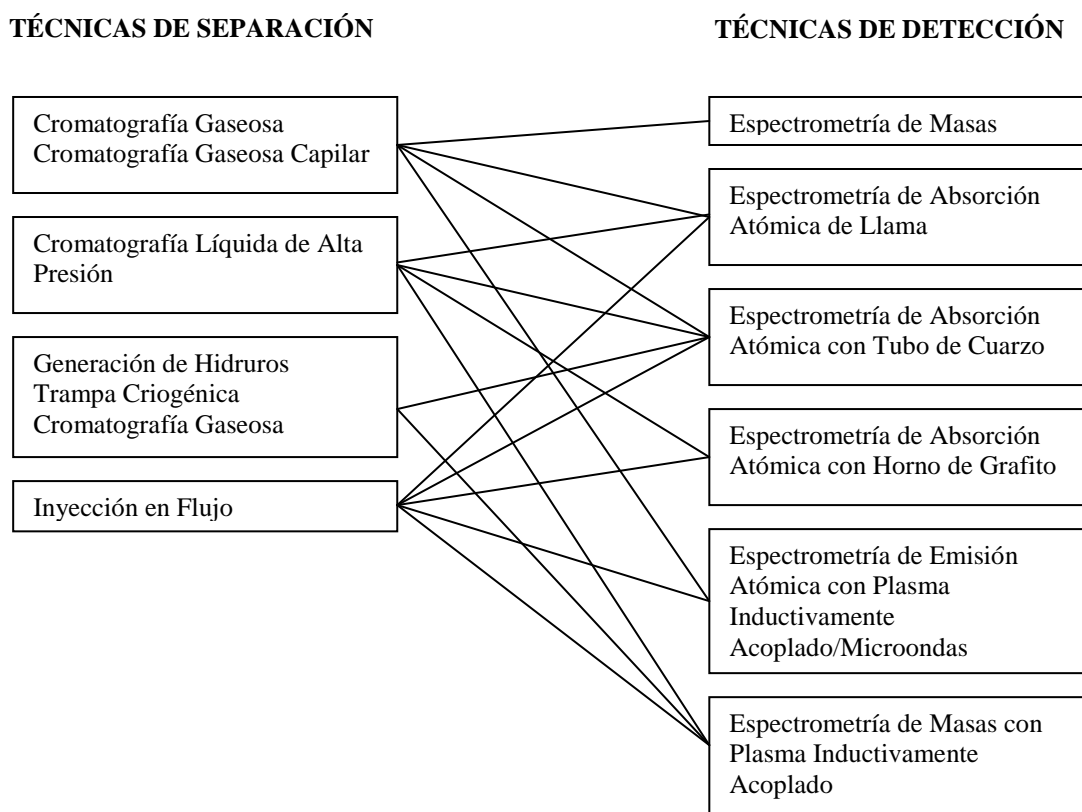 TÉCNICAS DE SEPARACIÓN
Cromatografía Gaseosa
Cromatografía Gaseosa Capilar
Cromatografía Líquida de Alta
Presión
Generación de Hidruros
Trampa Criogénica
Cromatografía Gaseosa
Inyección en Flujo
TÉCNICAS DE DETECCIÓN
Espectrometría de Masas
Espectrometría de Absorción
Atómica de Llama
Espectrometría de Absorción
Atómica con Tubo de Cuarzo
Espectrometría de Absorción
Atómica con Horno de Grafito
Espectrometría de Emisión
Atómica con Plasma
Inductivamente
Acoplado/Microondas
Espectrometría de Masas con
Plasma Inductivamente
Acoplado